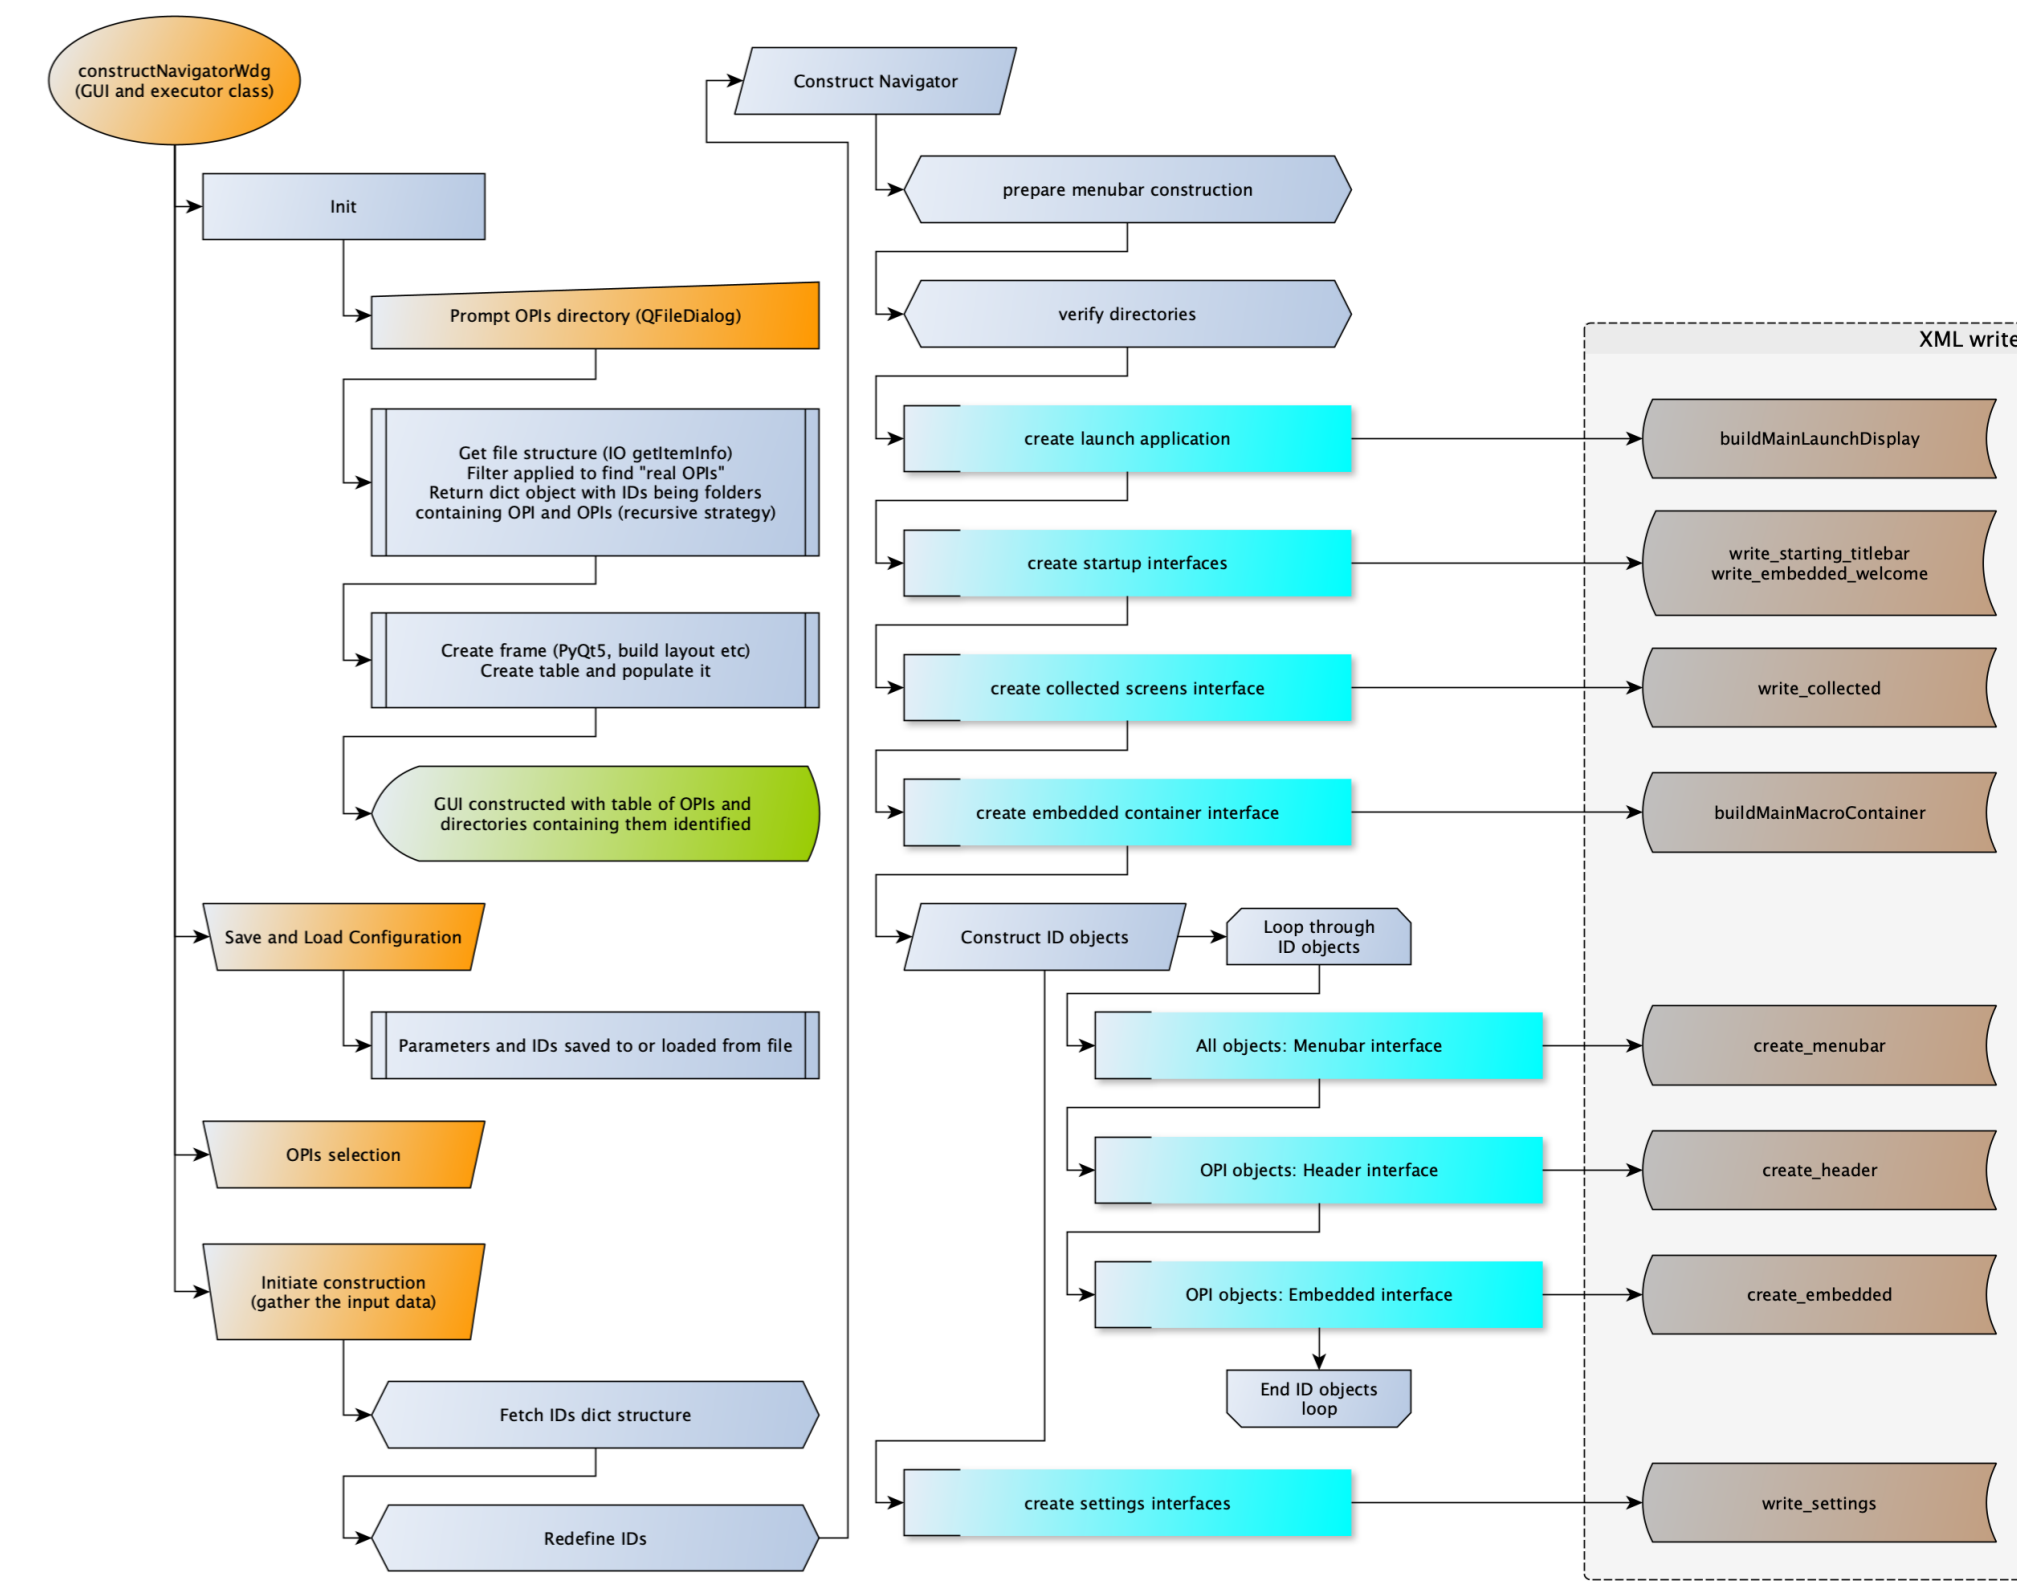 constructNavigatorWdg
(GUI and executor class)
Init
Prompt OPIs directory (QFileDialog)
Get file structure (IO getItemInfo)
Filter applied to find "real OPIs"
Return dict object with IDs being folders
containing OPI and OPIs (recursive strategy)
Create frame (PyQt5, build layout etc)
Create table and populate it
GUI constructed with table of OPIs and
directories containing them identified
Save and Load Configuration
Parameters and IDs saved to or loaded from file
OPIs selection
Initiate construction
(gather the input data)
Fetch IDs dict structure
Redefine IDs
Construct Navigator
prepare menubar construction
verify directories
create launch application
create startup interfaces
create collected screens interface
create embedded container interface
Construct ID objects
Loop through
ID objects
All objects: Menubar interface
OPI objects: Header interface
OPI objects: Embedded interface
End ID objects
loop
create settings interfaces
XML write
buildMainLaunchDisplay
write_starting_titlebar
write_embedded_welcome
write_collected
buildMainMacroContainer
create_menubar
create_header
create_embedded
write_settings